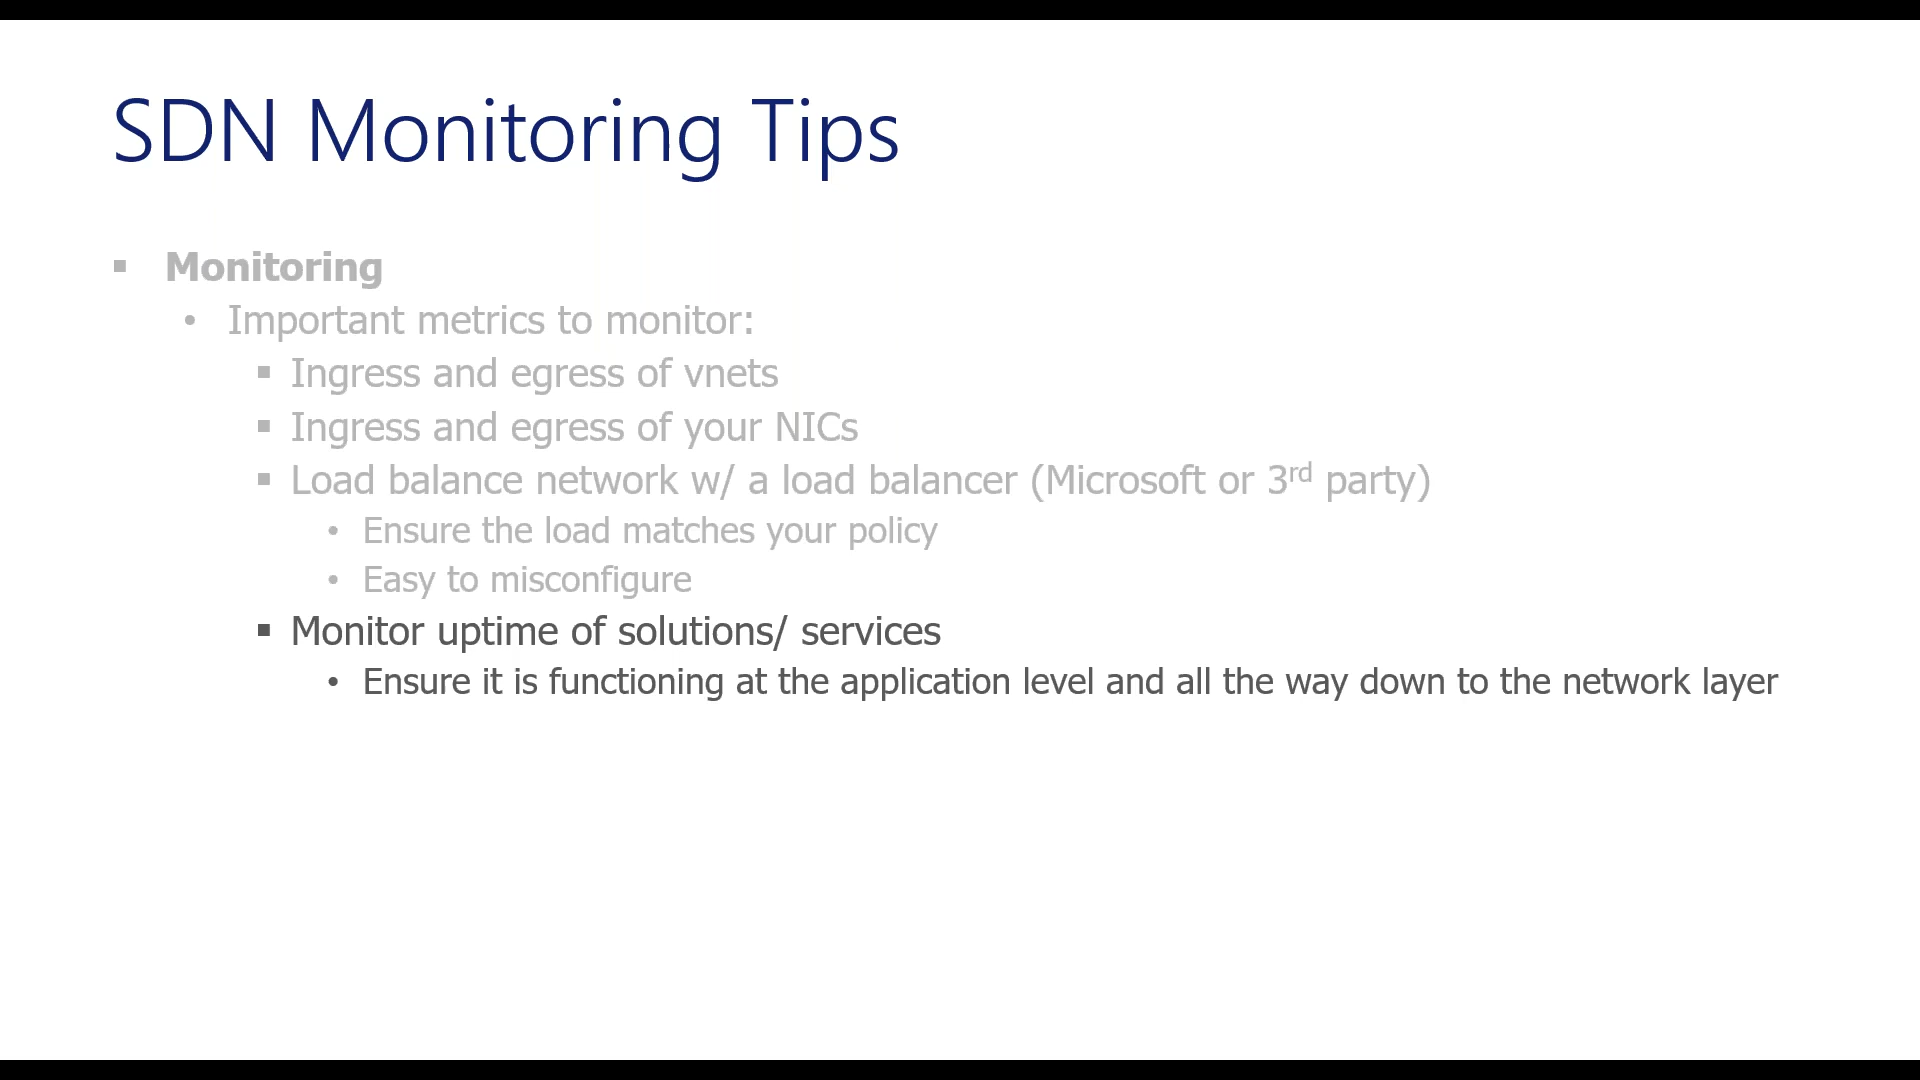 SDN Monitoring Tips
▪ Monitoring
• Important metrics to monitor:
▪ Ingress and egress of vnets
▪ Ingress and egress of your NICs
▪ Load balance network w/ a load balancer (Microsoft or 3rd party)
• Ensure the load matches your policy
• Easy to misconfigure
▪ Monitor uptime of solutions/ services
• Ensure it is functioning at the application level and all the way down to the network layer